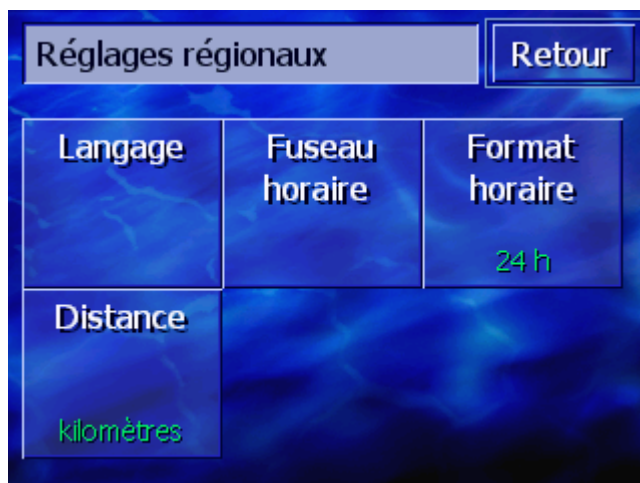 Réglages régionaux
Retour
Langage
Fuseau
horaire
Format
horaire
24 h
Distance
kilomètres